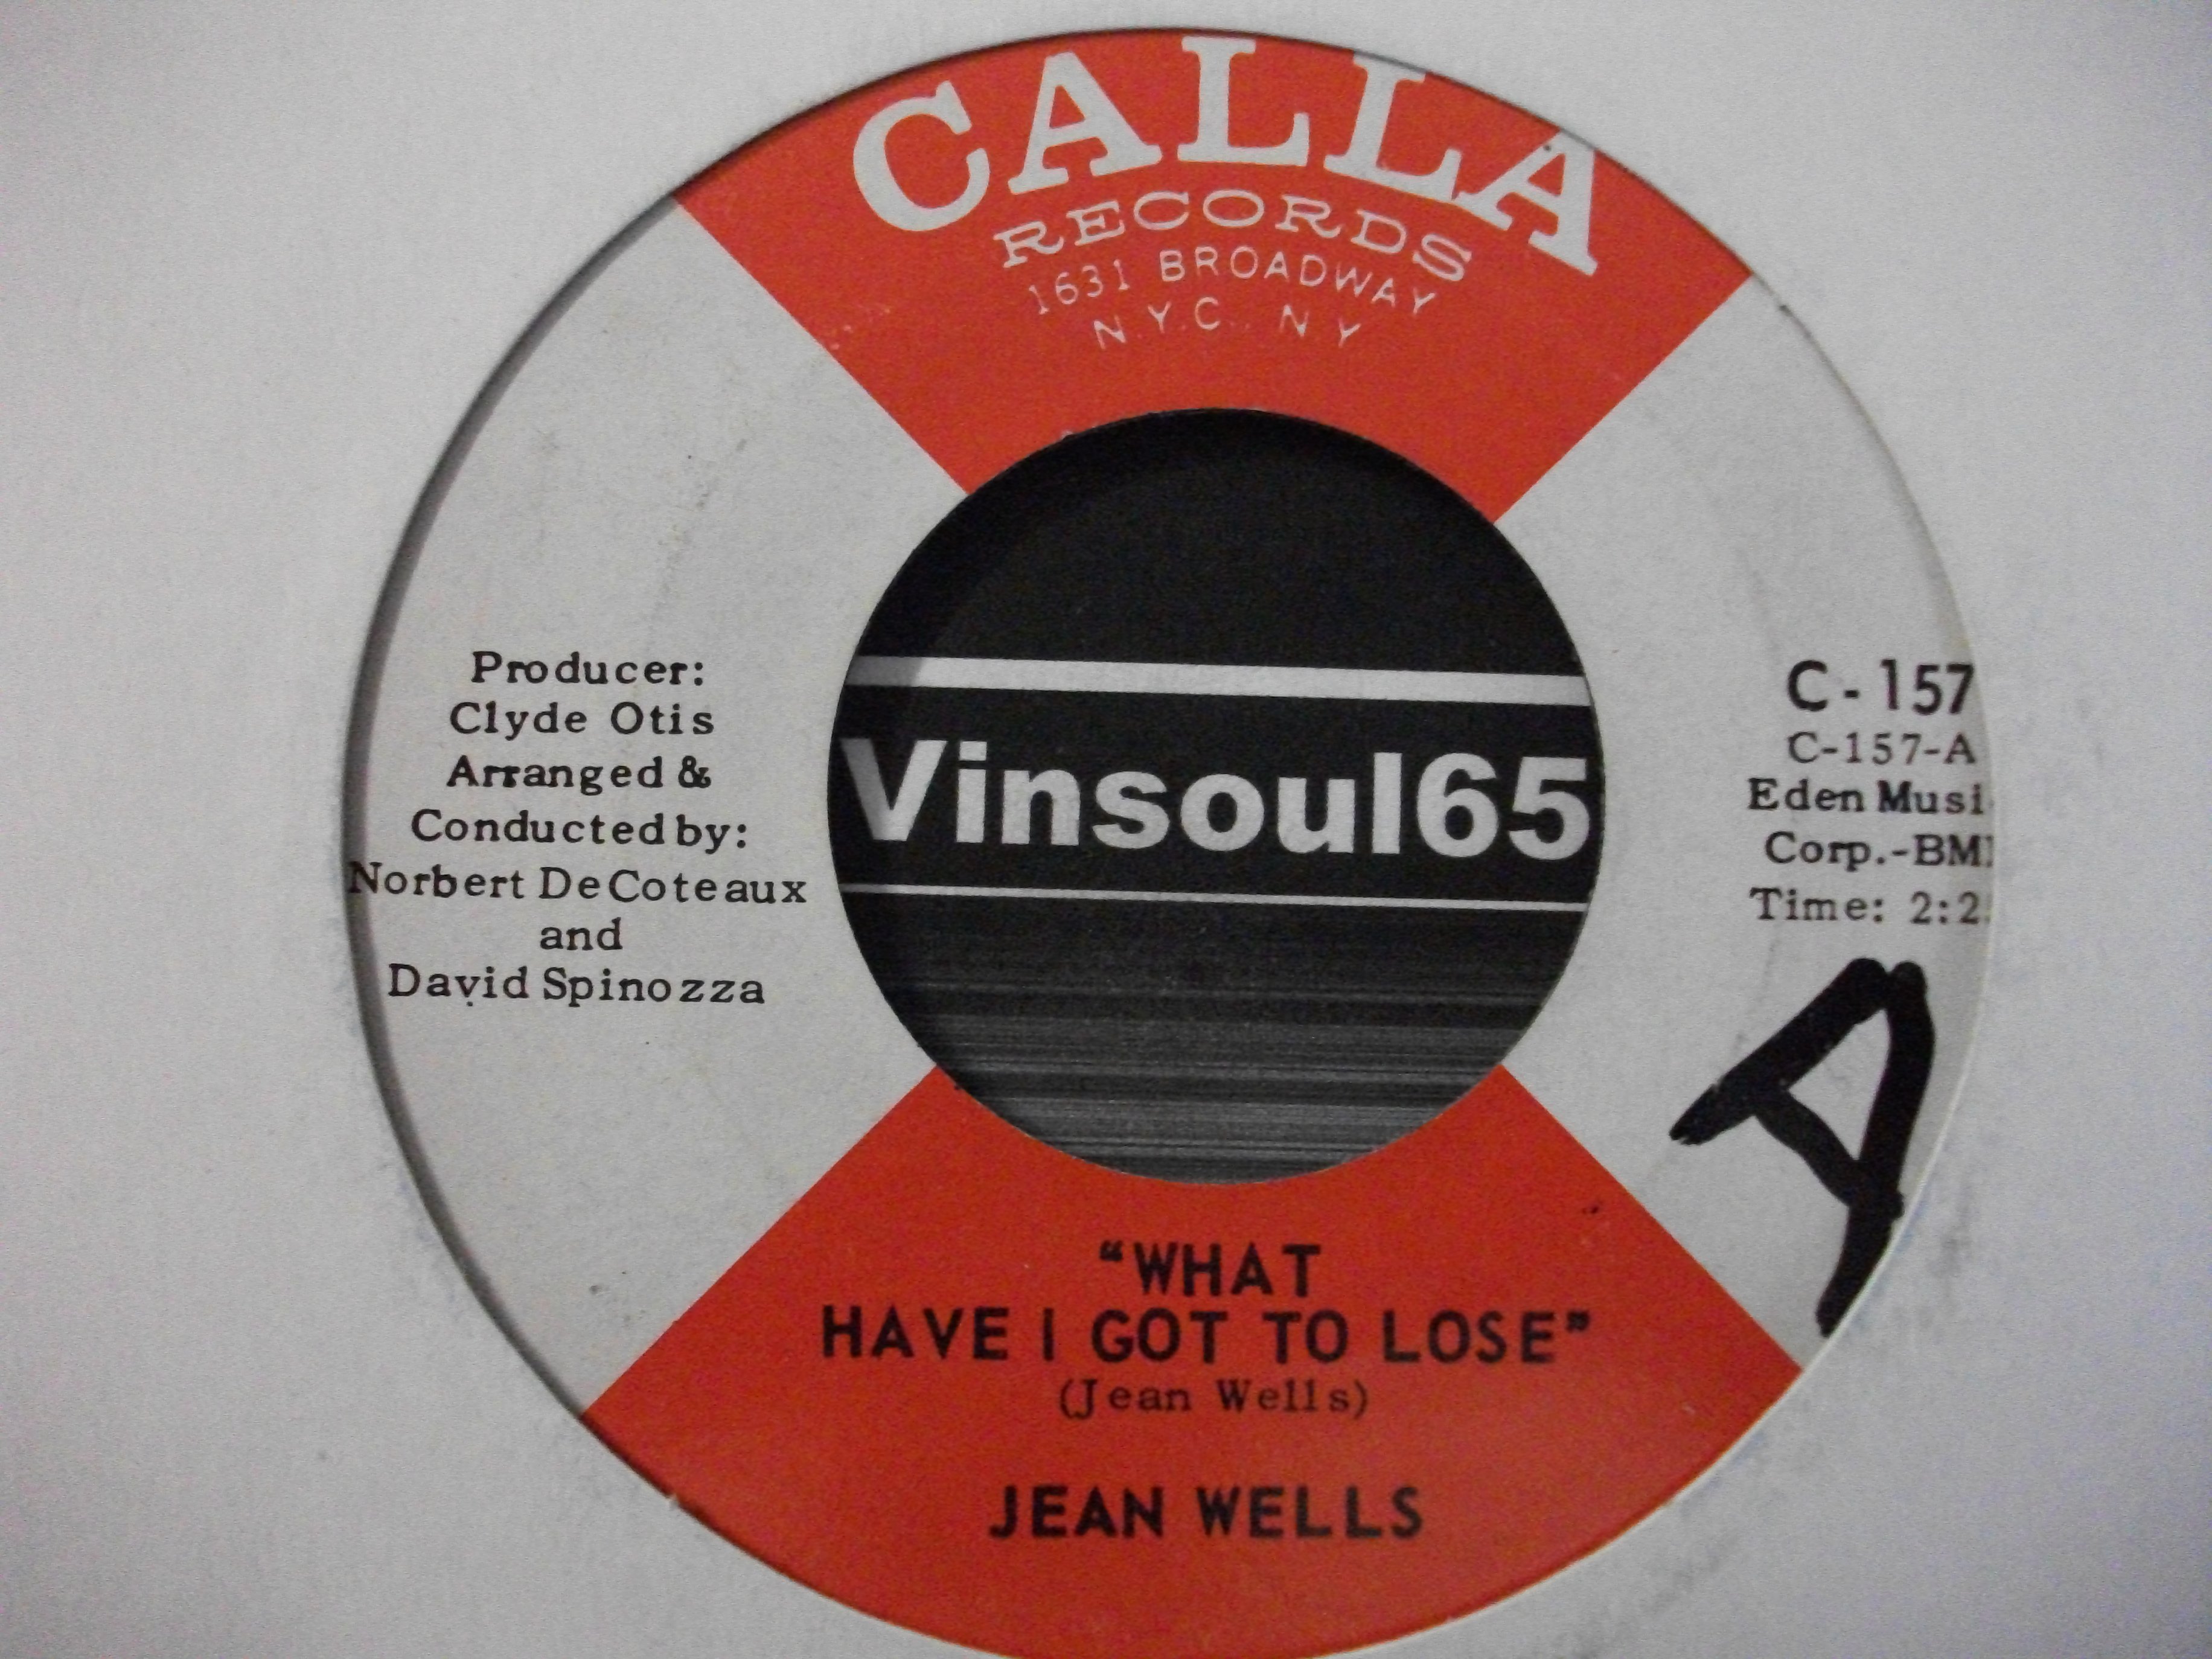 CALLA
RECORDS
1631 BROADWAY
N.Y.C. N Y
Producer:
Clyde Otis
Arranged &
Conducted by:
Norbert DeCoteaux
and
David Spinozza
Vinsoul65
C-157
C-157-A
Eden Musi
Corp.-BMI
Time: 2:2
A
"WHAT
HAVE I GOT TO LOSE"
(Jean Wells)
JEAN WELLS